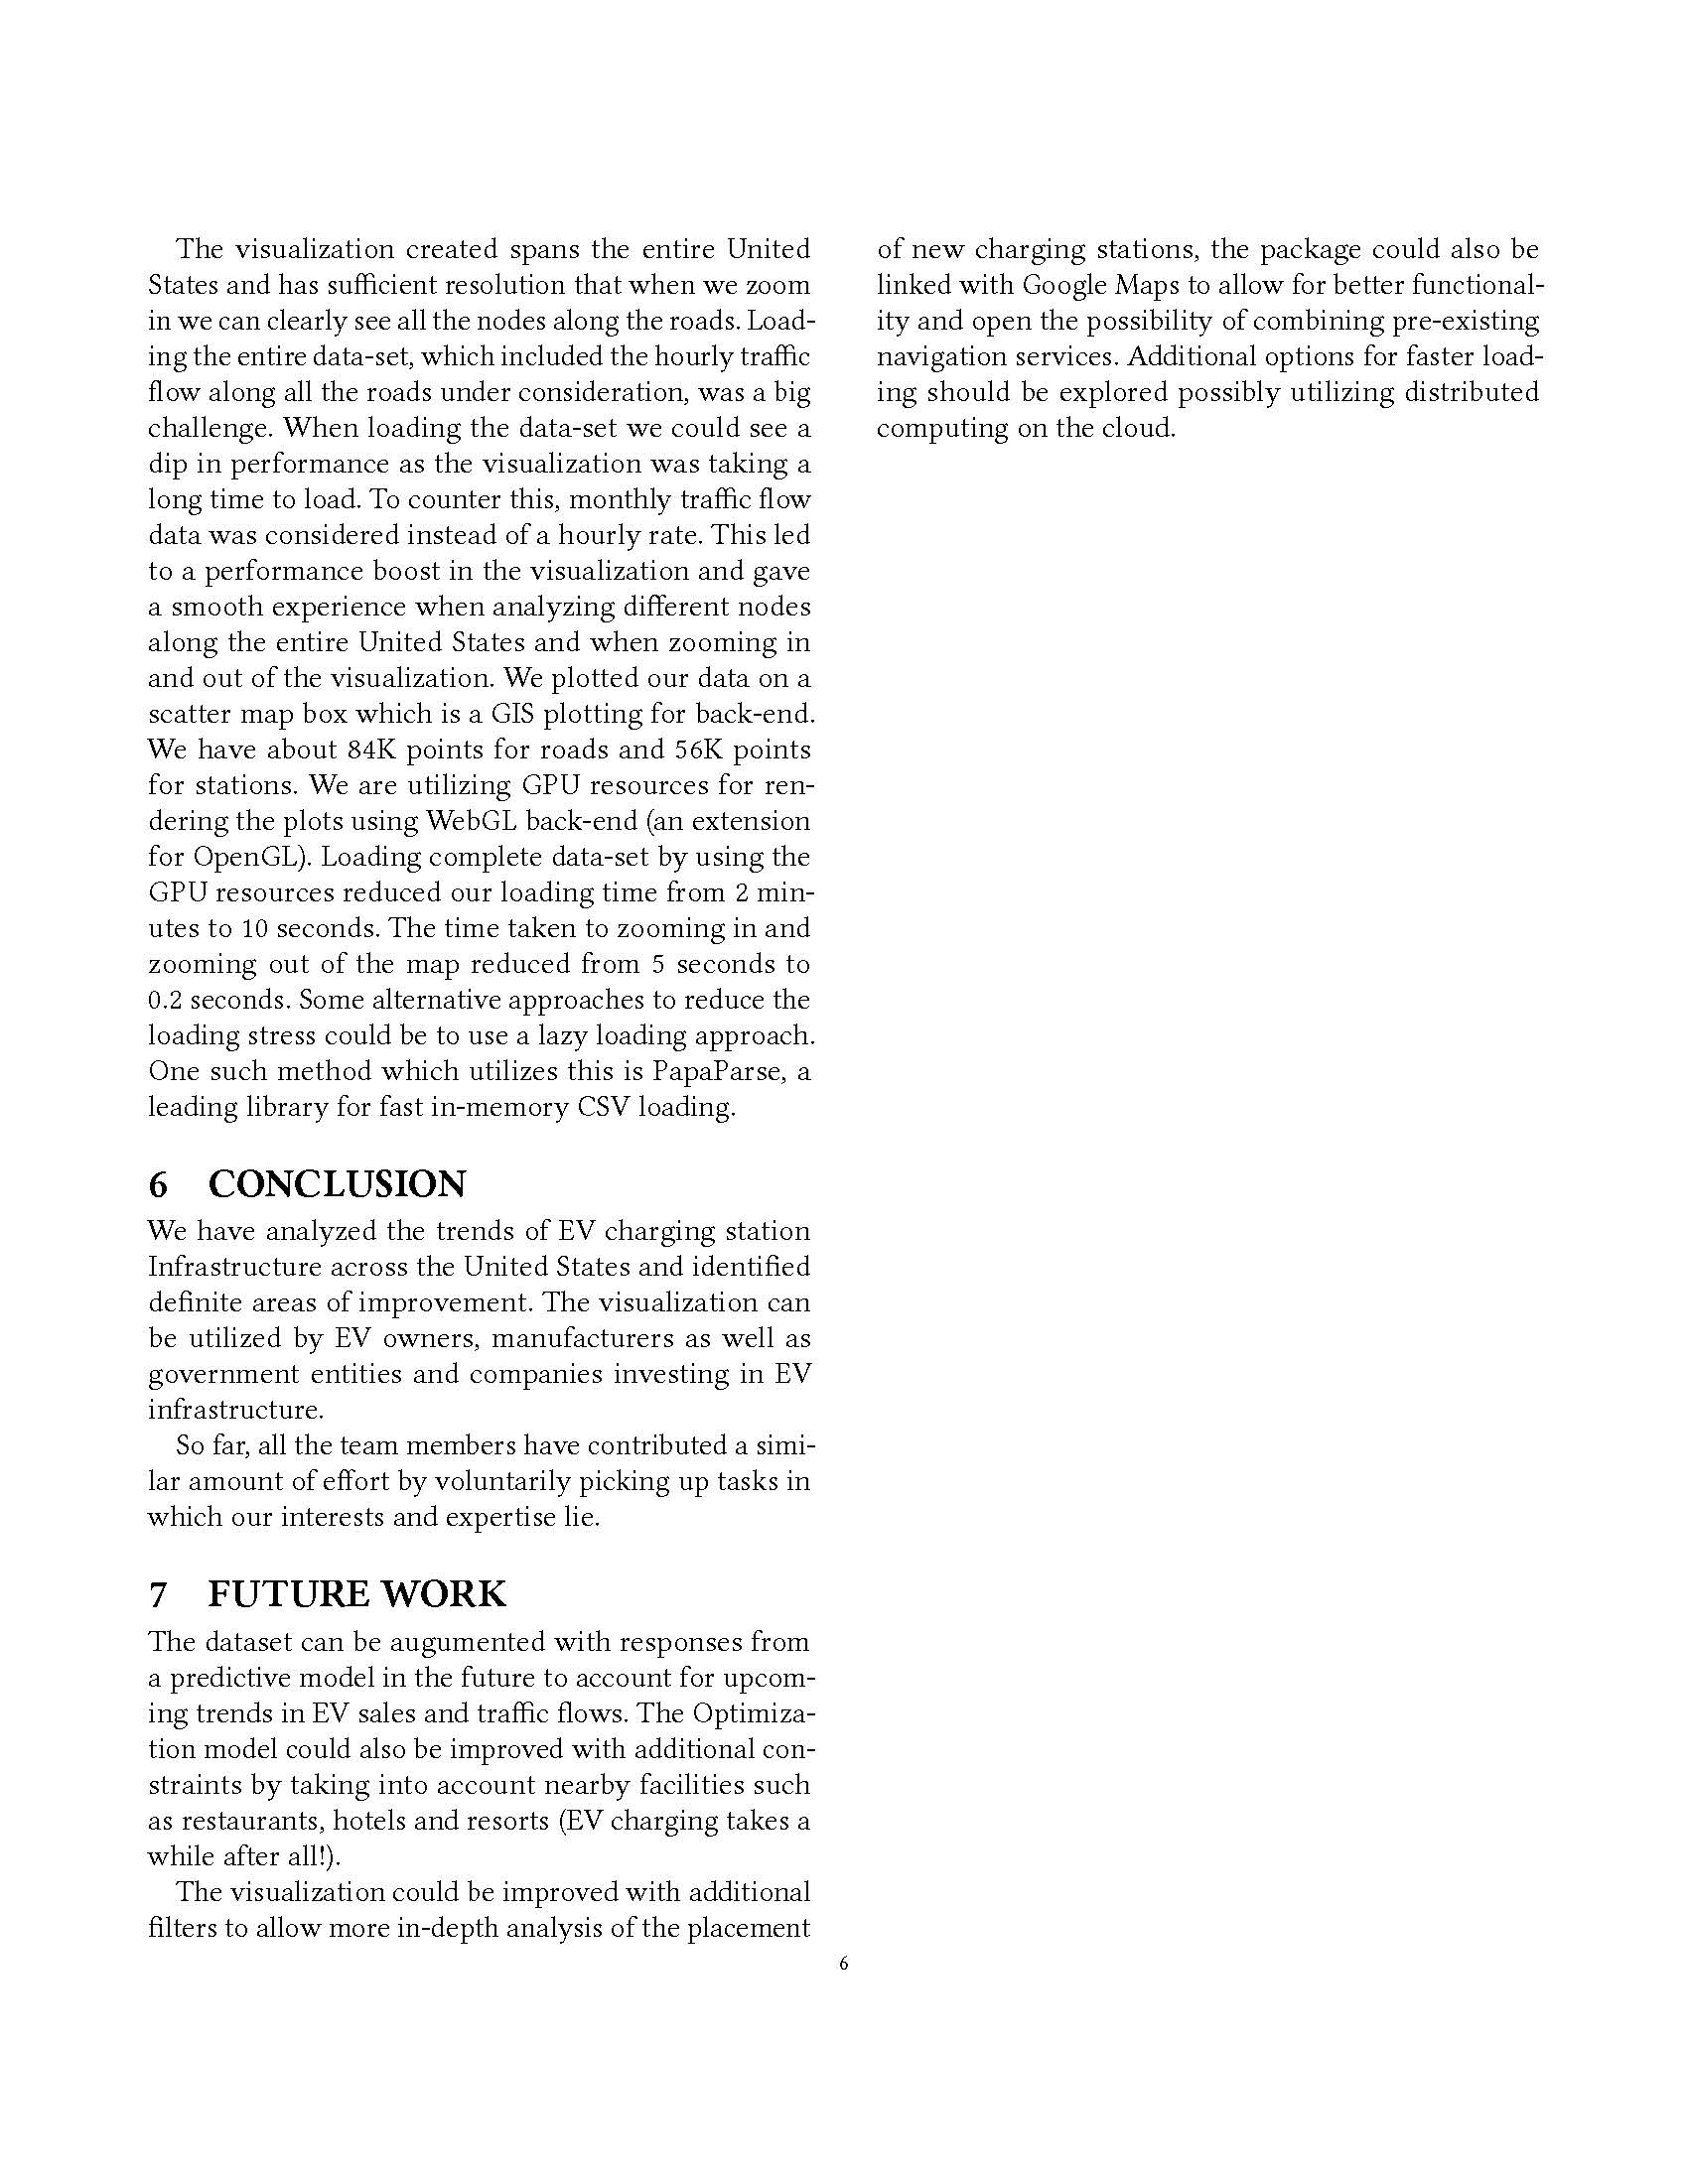 The visualization created spans the entire United
States and has sufficient resolution that when we zoom
in we can clearly see all the nodes along the roads. Load-
ing the entire data-set, which included the hourly traffic
flow along all the roads under consideration, was a big
challenge. When loading the data-set we could see a
dip in performance as the visualization was taking a
long time to load. To counter this, monthly traffic flow
data was considered instead of a hourly rate. This led
to a performance boost in the visualization and gave
a smooth experience when analyzing different nodes
along the entire United States and when zooming in
and out of the visualization. We plotted our data on a
scatter map box which is a GIS plotting for back-end.
We have about 84K points for roads and 56K points
for stations. We are utilizing GPU resources for ren-
dering the plots using WebGL back-end (an extension
for OpenGL). Loading complete data-set by using the
GPU resources reduced our loading time from 2 min-
utes to 10 seconds. The time taken to zooming in and
zooming out of the map reduced from 5 seconds to
0.2 seconds. Some alternative approaches to reduce the
loading stress could be to use a lazy loading approach.
One such method which utilizes this is PapaParse, a
leading library for fast in-memory CSV loading.
6 CONCLUSION
We have analyzed the trends of EV charging station
Infrastructure across the United States and identified
definite areas of improvement. The visualization can
be utilized by EV owners, manufacturers as well as
government entities and companies investing in EV
infrastructure.
So far, all the team members have contributed a simi-
lar amount of effort by voluntarily picking up tasks in
which our interests and expertise lie.
7 FUTURE WORK
The dataset can be augumented with responses from
a predictive model in the future to account for upcom-
ing trends in EV sales and traffic flows. The Optimiza-
tion model could also be improved with additional con-
straints by taking into account nearby facilities such
as restaurants, hotels and resorts (EV charging takes a
while after all!).
The visualization could be improved with additional
filters to allow more in-depth analysis of the placement
of new charging stations, the package could also be
linked with Google Maps to allow for better functional-
ity and open the possibility of combining pre-existing
navigation services. Additional options for faster load-
ing should be explored possibly utilizing distributed
computing on the cloud.
6